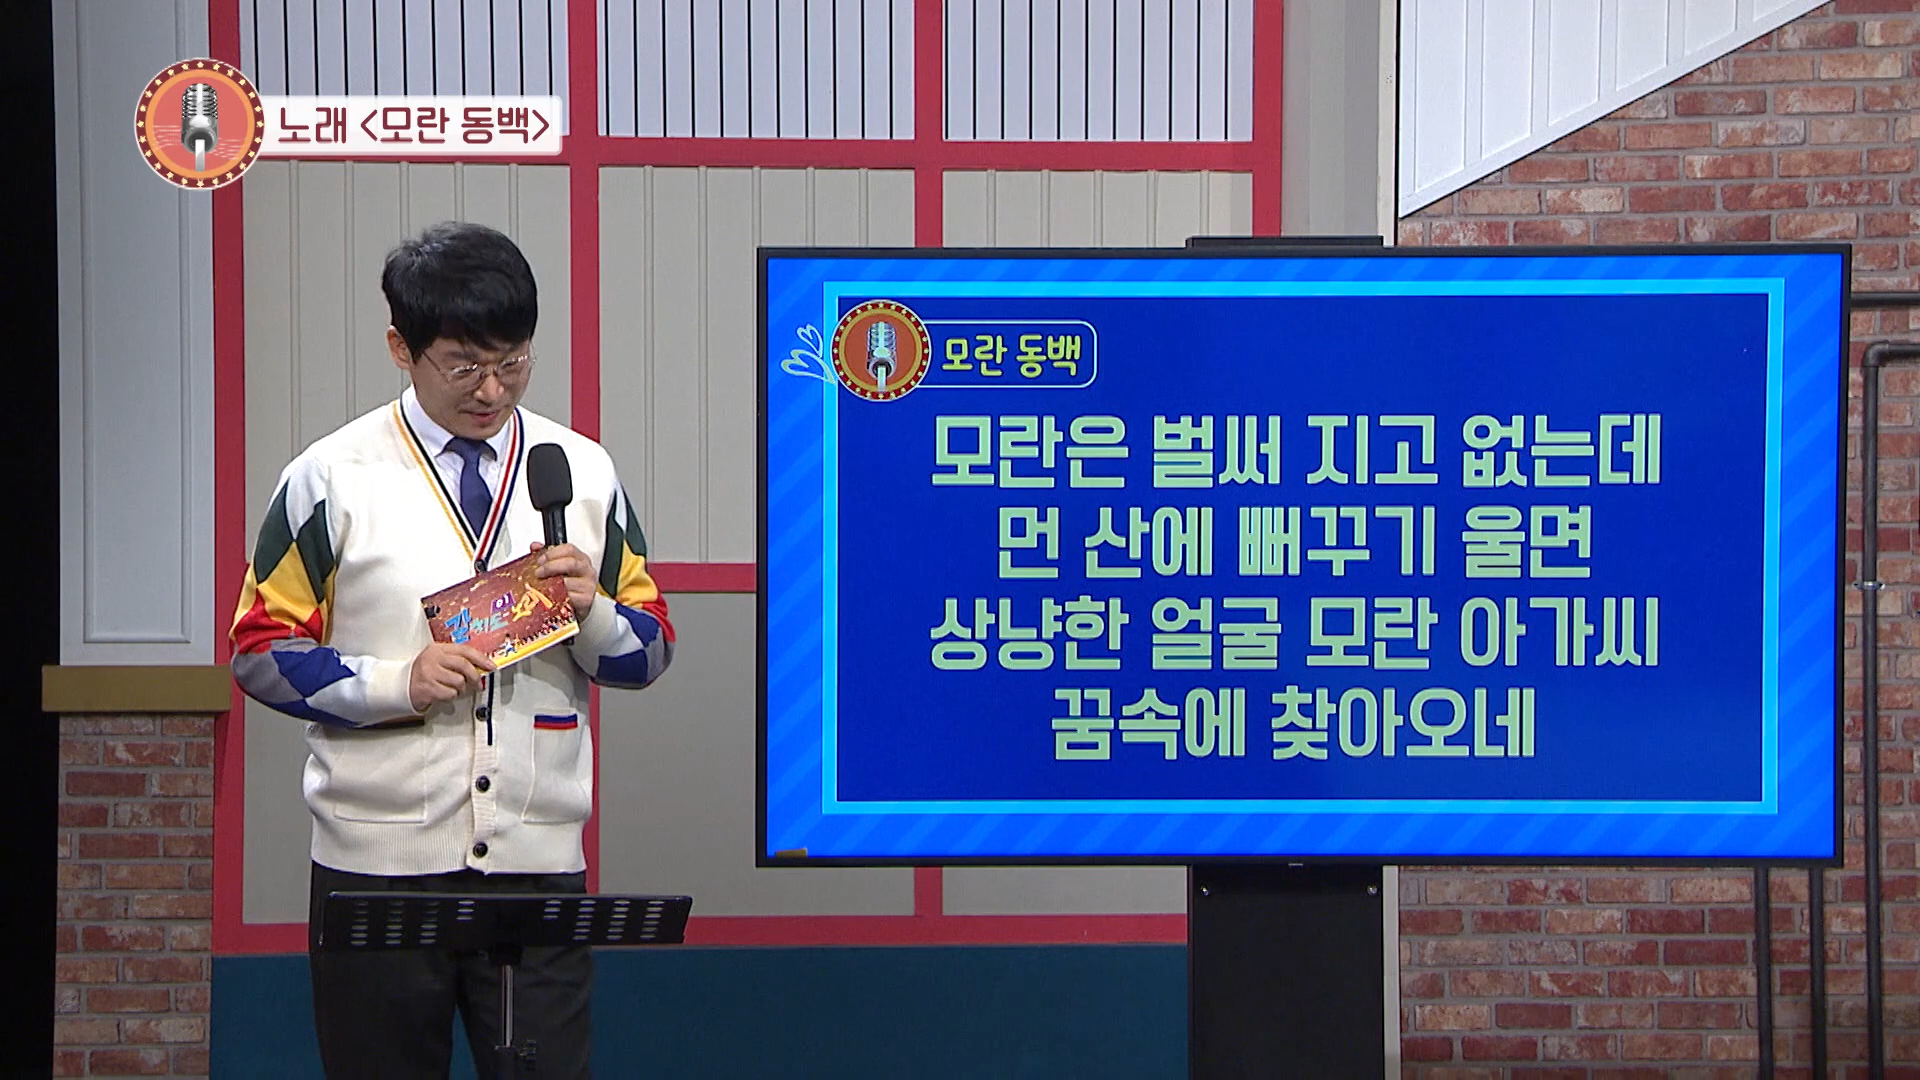 노래 <모란 동백>
모란 동백
모란은 벌써 지고 없는데
먼 산에 뻐꾸기 울면
상냥한 얼굴 모란 아가씨
꿈속에 찾아오네